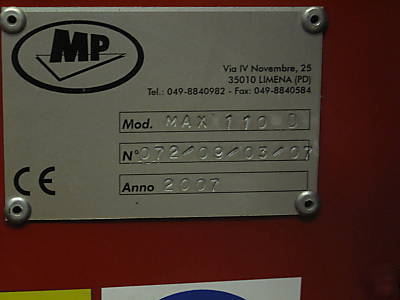 MP
Via IV Novembre, 25
35010 LIMENA (PD)
Tel.: 049-8840982 - Fax: 049-8840584
Mod. MAX 110 D
N° 072/09/03/07
CE
Anno 2007